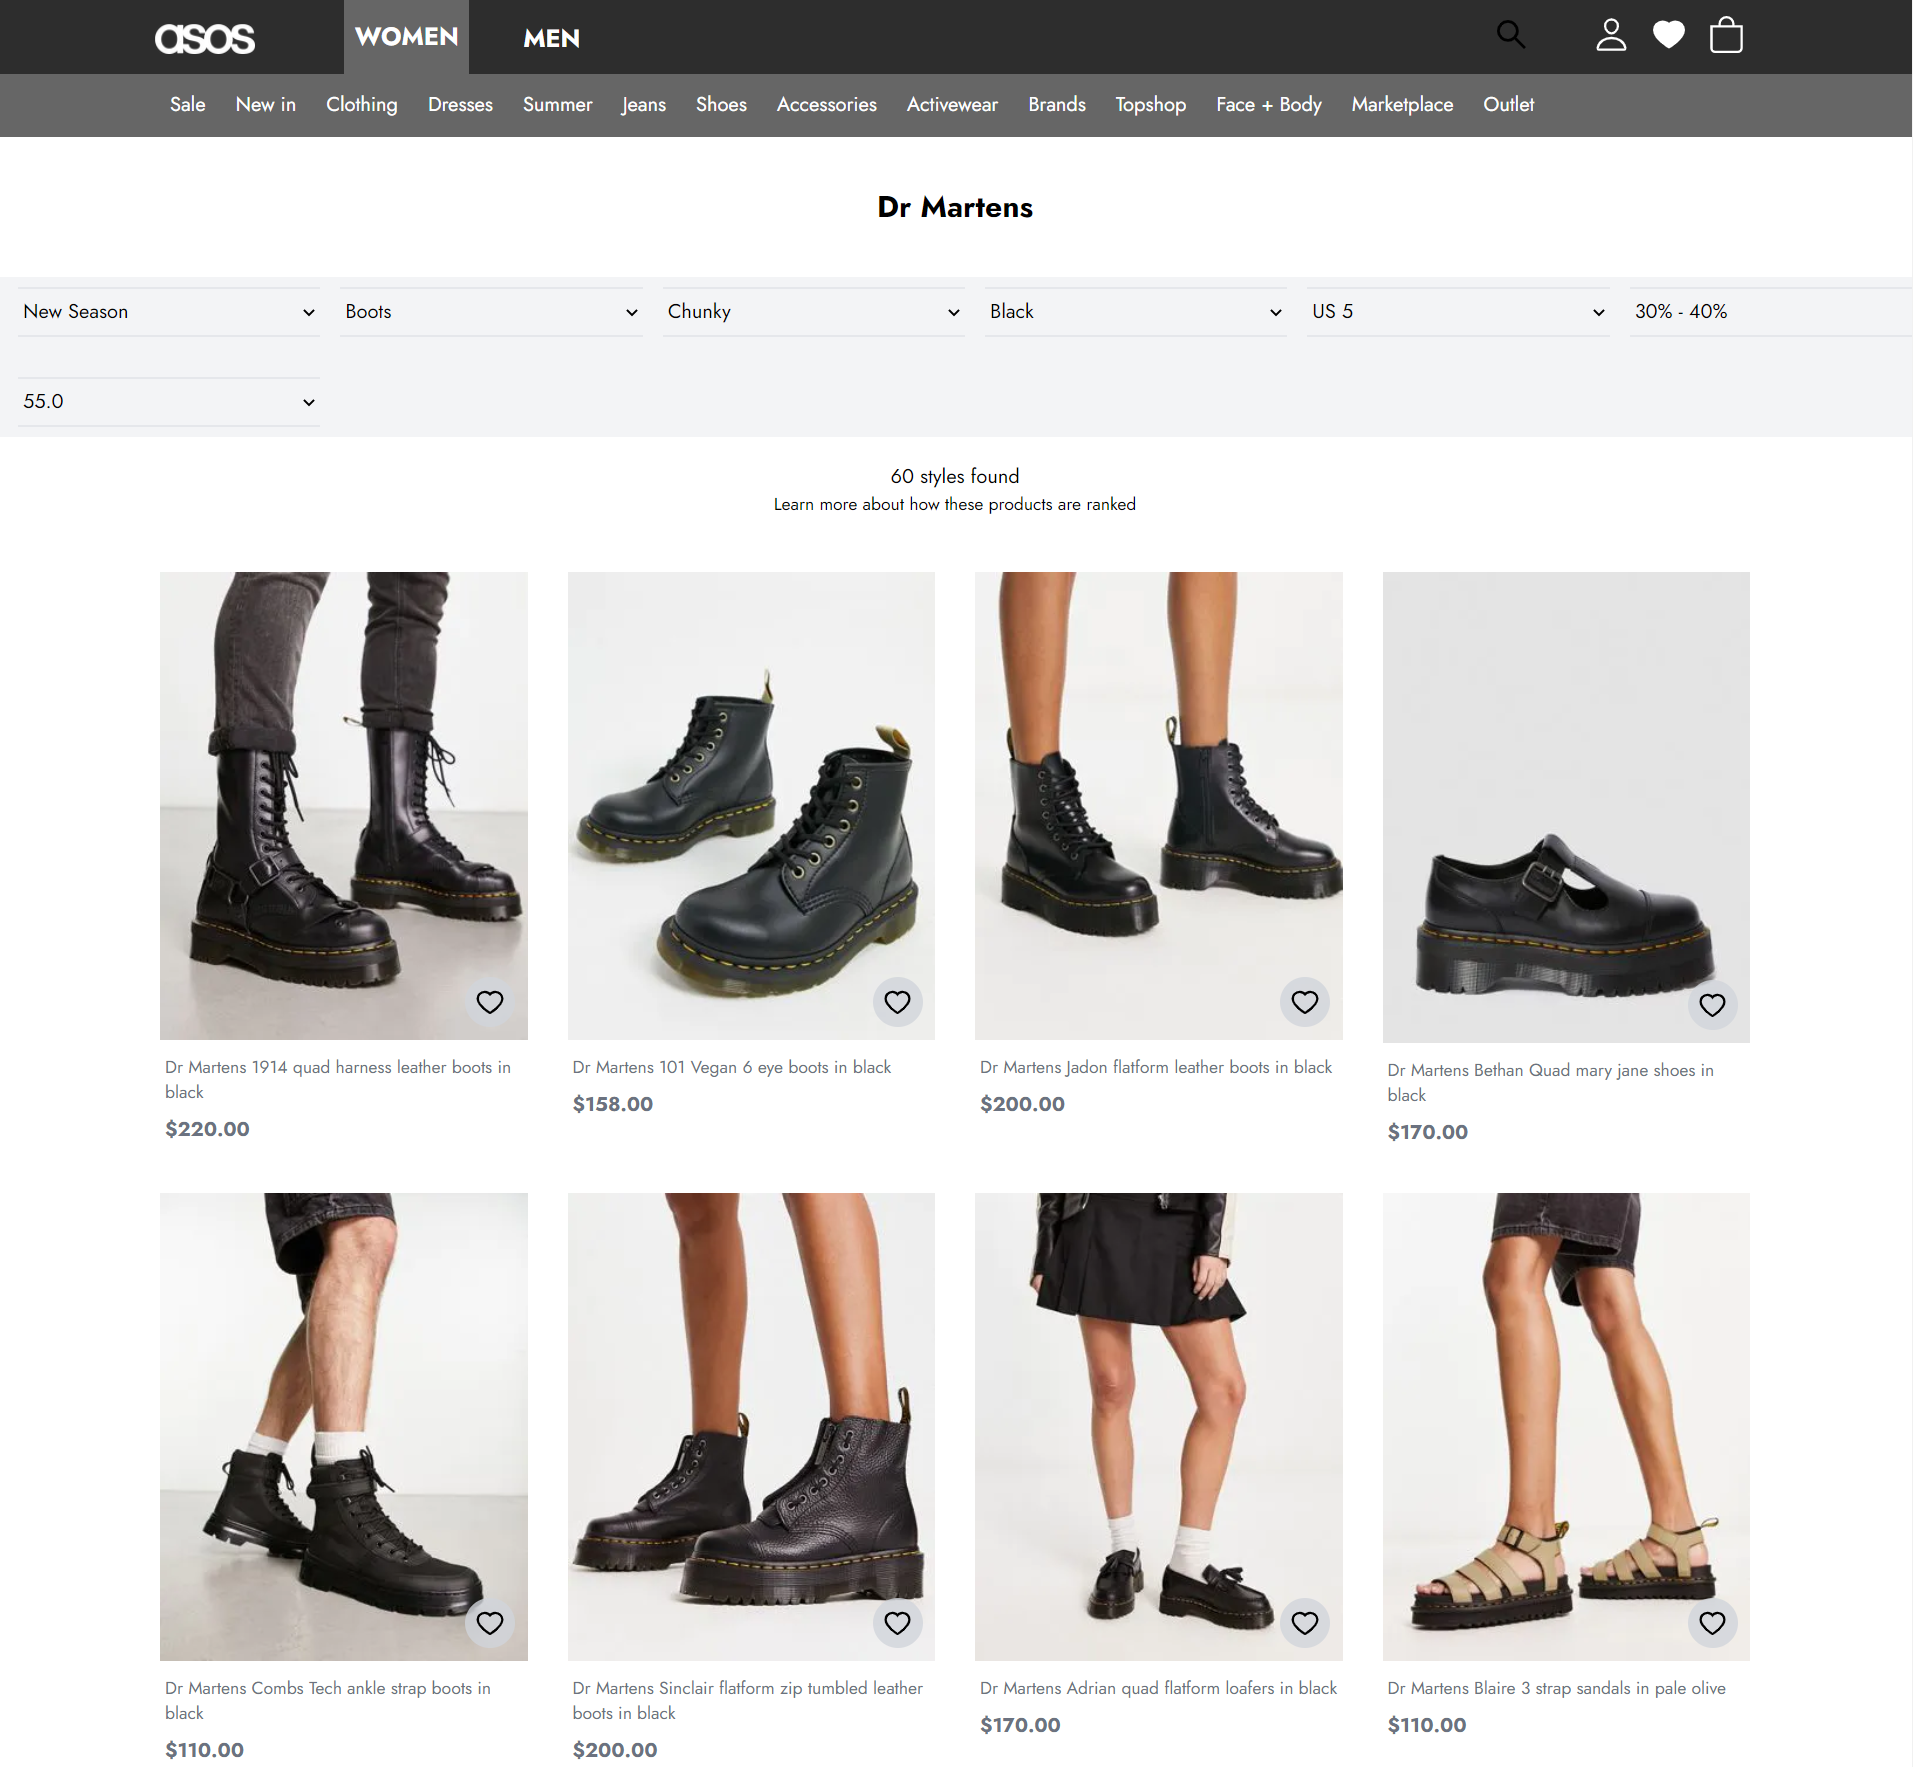 asos
WOMEN
MEN
Sale New in Clothing Dresses Summer Jeans Shoes Accessories Activewear Brands Topshop Face + Body Marketplace Outlet
Dr Martens
New Season Boots Chunky Black US 5 30% - 40%
55.0
60 styles found
Learn more about how these products are ranked
Dr Martens 1914 quad harness leather boots in
black
$220.00
Dr Martens 101 Vegan 6 eye boots in black
$158.00
Dr Martens Jadon flatform leather boots in black
$200.00
Dr Martens Bethan Quad mary jane shoes in
black
$170.00
Dr Martens Combs Tech ankle strap boots in
black
$110.00
Dr Martens Sinclair flatform zip tumbled leather
boots in black
$200.00
Dr Martens Adrian quad flatform loafers in black
$170.00
Dr Martens Blaire 3 strap sandals in pale olive
$110.00